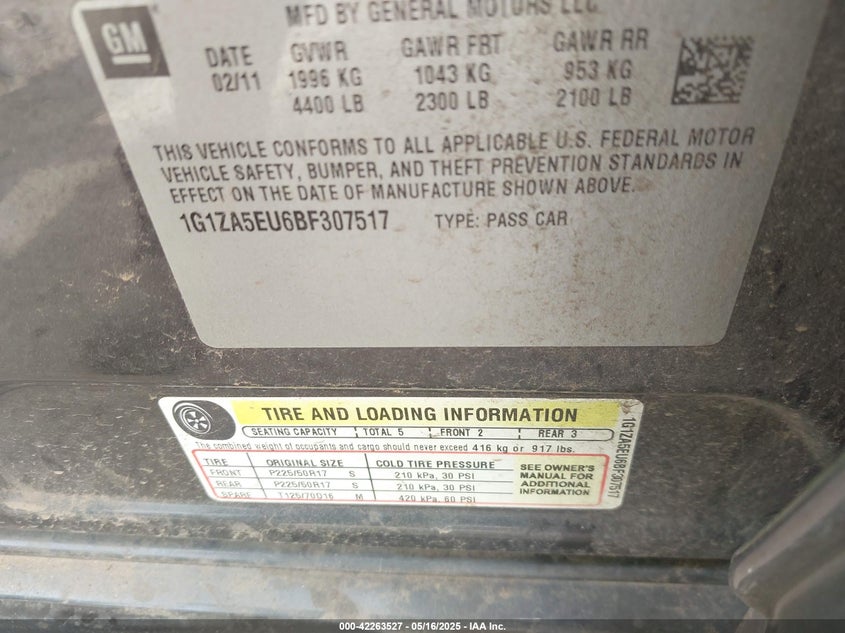 MFD BY GENERAL MOTORS LLC
GM
DATE GVWR GAWR FRT GAWR RR
02/11 1996 KG 1043 KG 953 KG
4400 LB 2300 LB 2100 LB
THIS VEHICLE CONFORMS TO ALL APPLICABLE U.S. FEDERAL MOTOR
VEHICLE SAFETY, BUMPER, AND THEFT PREVENTION STANDARDS IN
EFFECT ON THE DATE OF MANUFACTURE SHOWN ABOVE.
1G1ZA5EU6BF307517 TYPE: PASS CAR
TIRE AND LOADING INFORMATION
SEATING CAPACITY TOTAL 5 FRONT 2 REAR 3
The combined weight of occupants and cargo should never exceed 416 kg or 917 lbs.
TIRE ORIGINAL SIZE COLD TIRE PRESSURE
FRONT P225/50R17 S 210 kPa, 30 PSI
REAR P225/50R17 S 210 kPa, 30 PSI
SPARE T125/70D16 M 420 kPa, 60 PSI
SEE OWNER'S
MANUAL FOR
ADDITIONAL
INFORMATION
1G1ZA5EU6BF307517
000-42263527 - 05/16/2025 - IAA Inc.